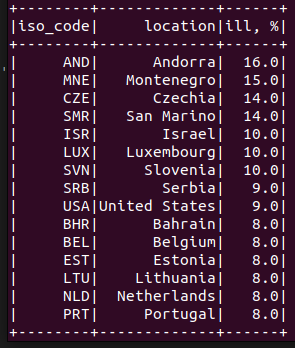 +--------+-------------+------+
|iso_code|     location|ill, %|
+--------+-------------+------+
|     AND|      Andorra|  16.0|
|     MNE|   Montenegro|  15.0|
|     CZE|      Czechia|  14.0|
|     SMR|   San Marino|  14.0|
|     ISR|       Israel|  10.0|
|     LUX|   Luxembourg|  10.0|
|     SVN|     Slovenia|  10.0|
|     SRB|       Serbia|   9.0|
|     USA|United States|   9.0|
|     BHR|      Bahrain|   8.0|
|     BEL|      Belgium|   8.0|
|     EST|      Estonia|   8.0|
|     LTU|    Lithuania|   8.0|
|     NLD|  Netherlands|   8.0|
|     PRT|     Portugal|   8.0|
+--------+-------------+------+